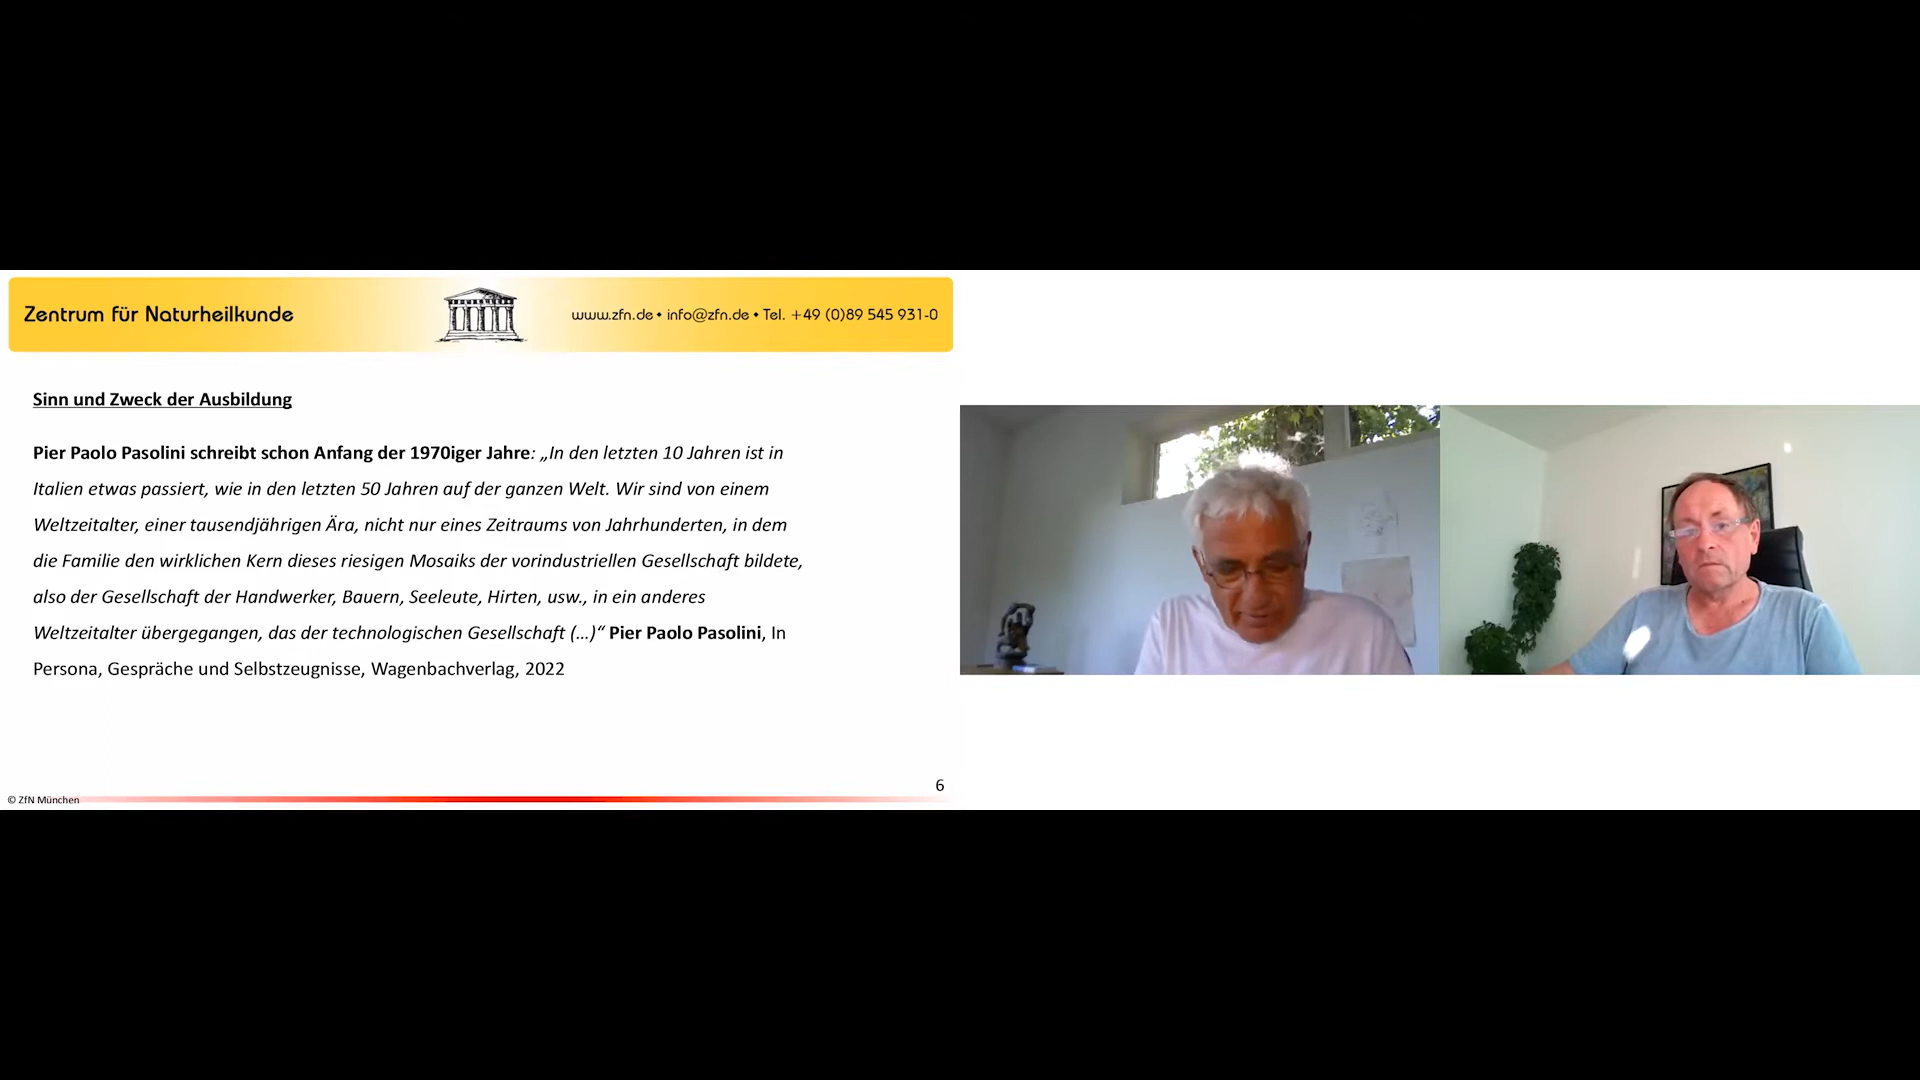 Zentrum für Naturheilkunde
www.zfn.de • info@zfn.de • Tel. +49 (0)89 545 931-0
Sinn und Zweck der Ausbildung
Pier Paolo Pasolini schreibt schon Anfang der 1970iger Jahre: „In den letzten 10 Jahren ist in
Italien etwas passiert, wie in den letzten 50 Jahren auf der ganzen Welt. Wir sind von einem
Weltzeitalter, einer tausendjährigen Ära, nicht nur eines Zeitraums von Jahrhunderten, in dem
die Familie den wirklichen Kern dieses riesigen Mosaiks der vorindustriellen Gesellschaft bildete,
also der Gesellschaft der Handwerker, Bauern, Seeleute, Hirten, usw., in ein anderes
Weltzeitalter übergegangen, das der technologischen Gesellschaft (...)“ Pier Paolo Pasolini, In
Persona, Gespräche und Selbstzeugnisse, Wagenbachverlag, 2022
6
© ZfN München